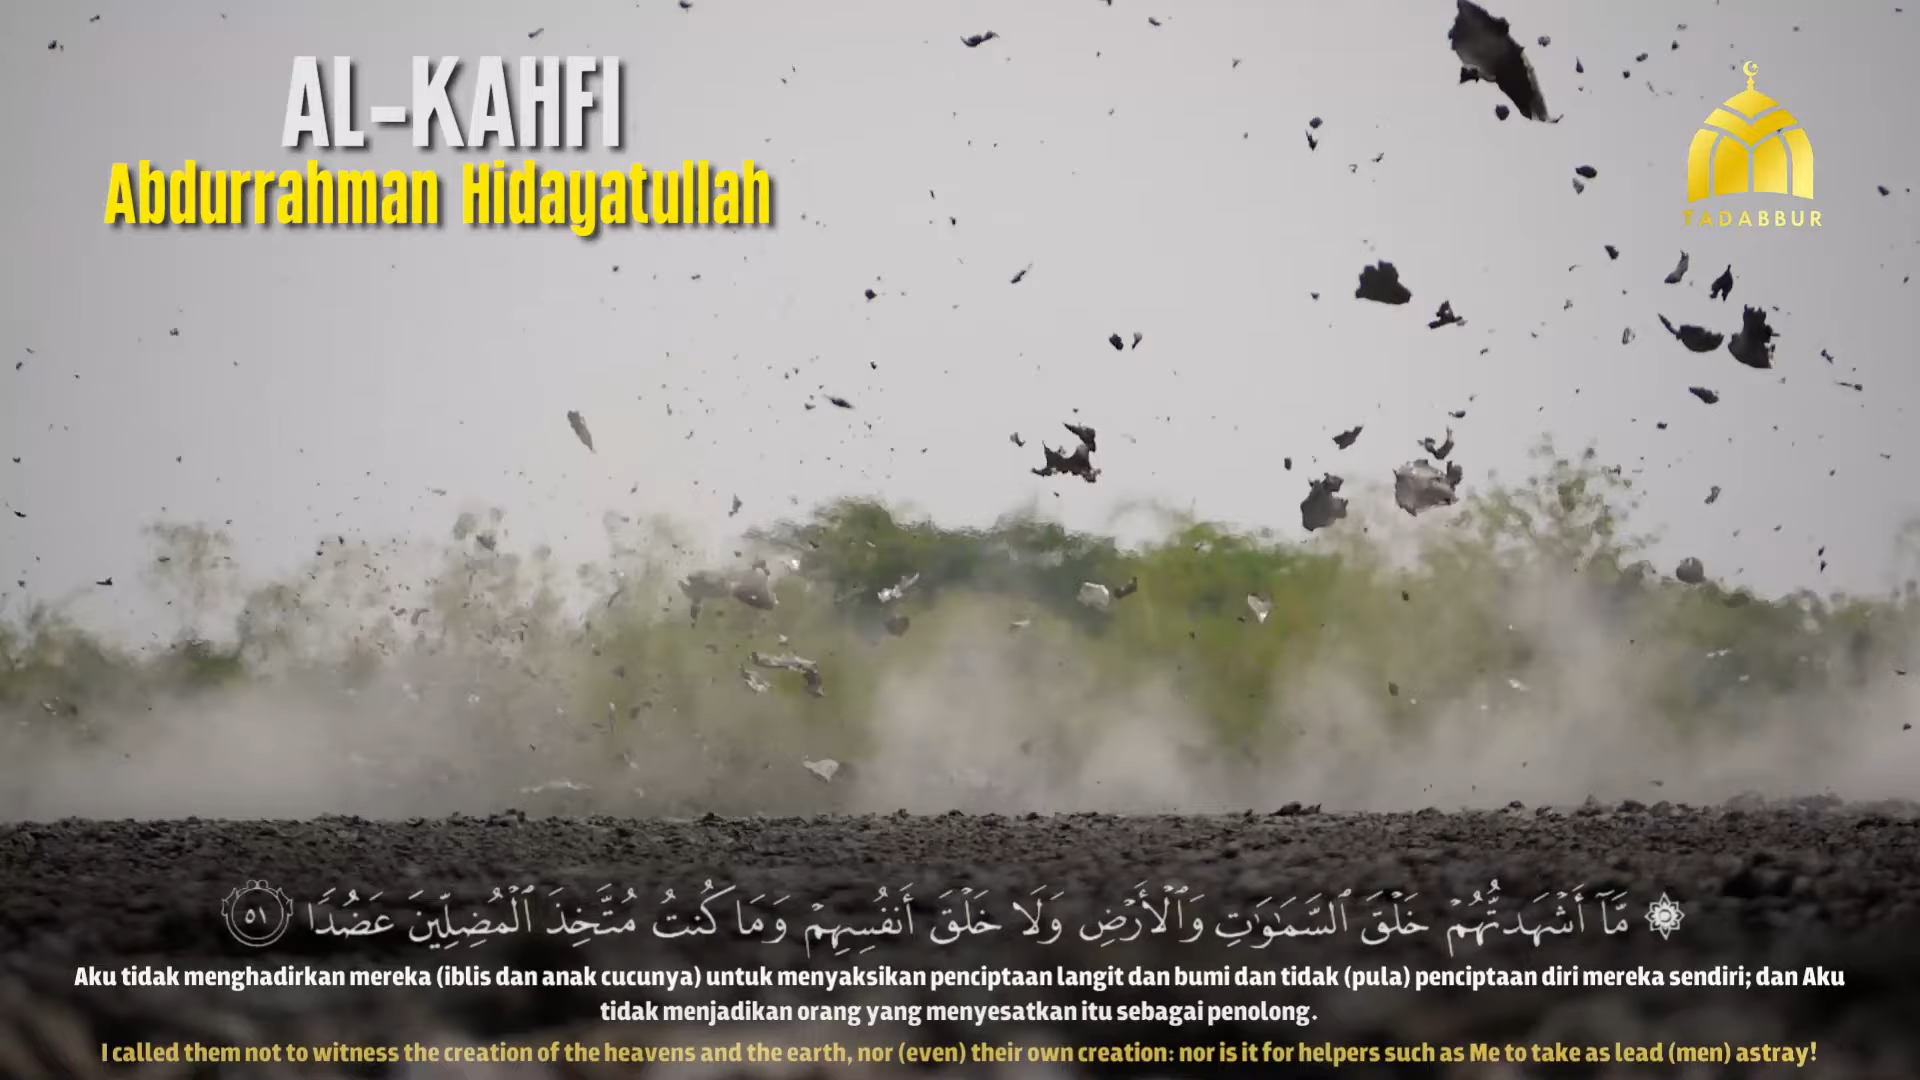 AL-KAHFI
Abdurrahman Hidayatullah
TADABBUR
۞ مَّآ أَشْهَدتُّهُمْ خَلْقَ ٱلسَّمَٰوَٰتِ وَٱلْأَرْضِ وَلَا خَلْقَ أَنفُسِهِمْ وَمَا كُنتُ مُتَّخِذَ ٱلْمُضِلِّينَ عَضُدًا ٥١
Aku tidak menghadirkan mereka (iblis dan anak cucunya) untuk menyaksikan penciptaan langit dan bumi dan tidak (pula) penciptaan diri mereka sendiri; dan Aku
tidak menjadikan orang yang menyesatkan itu sebagai penolong.
I called them not to witness the creation of the heavens and the earth, nor (even) their own creation: nor is it for helpers such as Me to take as lead (men) astray!